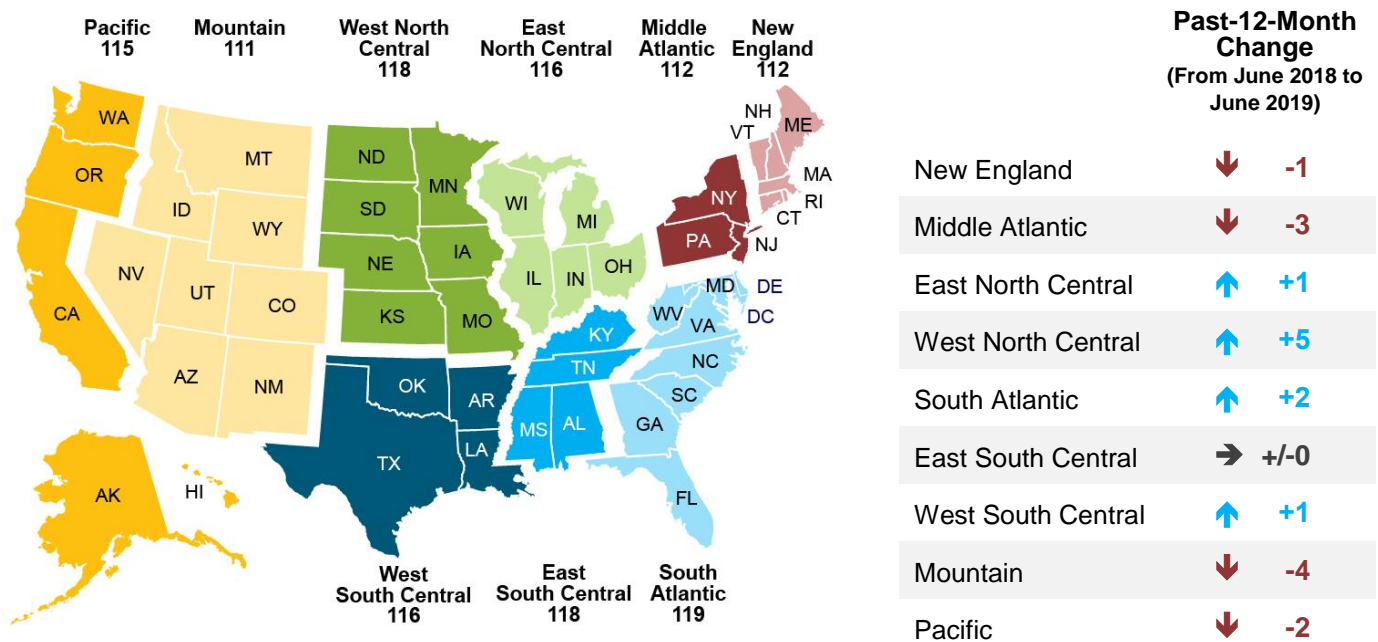 Pacific
115
Mountain
111
West North
Central
118
East
North Central
116
Middle
Atlantic
112
New
England
112
WA
OR
CA
AK
HI
MT
ID
WY
NV
UT
CO
AZ
NM
ND
SD
NE
KS
MN
IA
MO
WI
MI
IL
IN
OH
NH
VT
ME
MA
RI
CT
NY
PA
NJ
OK
TX
AR
LA
KY
TN
MS
AL
MD
DE
DC
WV
VA
NC
SC
GA
FL
West
South Central
116
East
South Central
118
South
Atlantic
119
Past-12-Month
Change
(From June 2018 to
June 2019)
New England -1
Middle Atlantic -3
East North Central +1
West North Central +5
South Atlantic +2
East South Central +/-0
West South Central +1
Mountain -4
Pacific -2